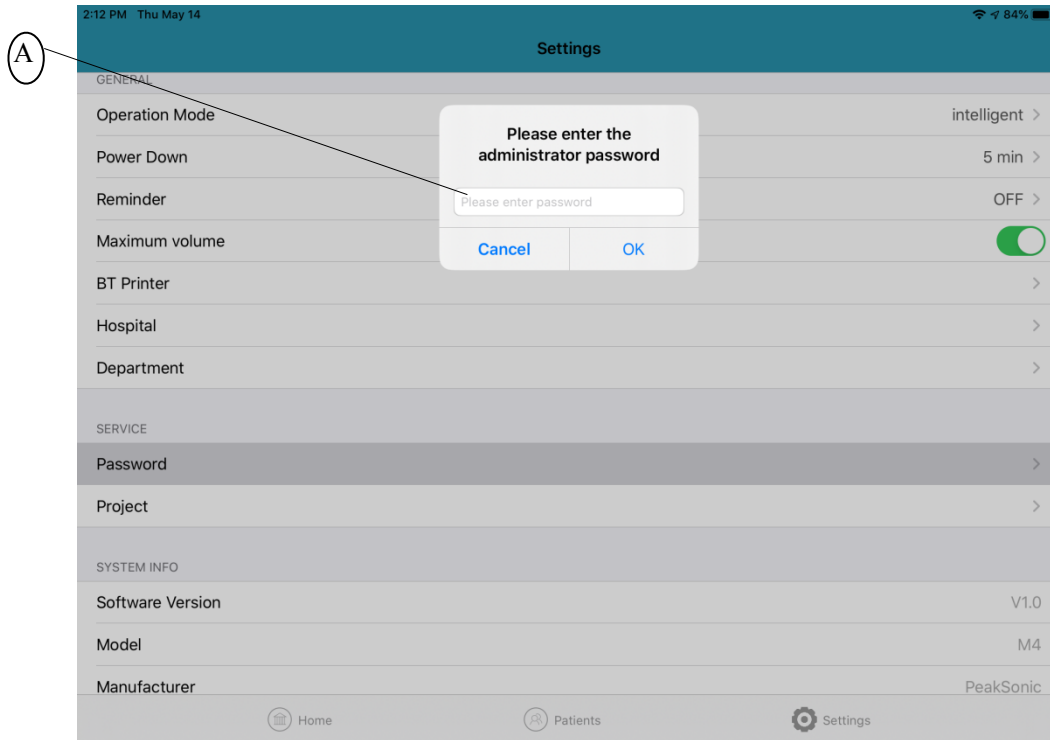 2:12 PM Thu May 14 84%
A
Settings
GENERAL
Operation Mode intelligent
Please enter the
administrator password
Power Down 5 min
Reminder OFF
Please enter password
Maximum volume
Cancel OK
BT Printer
Hospital
Department
SERVICE
Password
Project
SYSTEM INFO
Software Version V1.0
Model M4
Manufacturer PeakSonic
Home Patients Settings